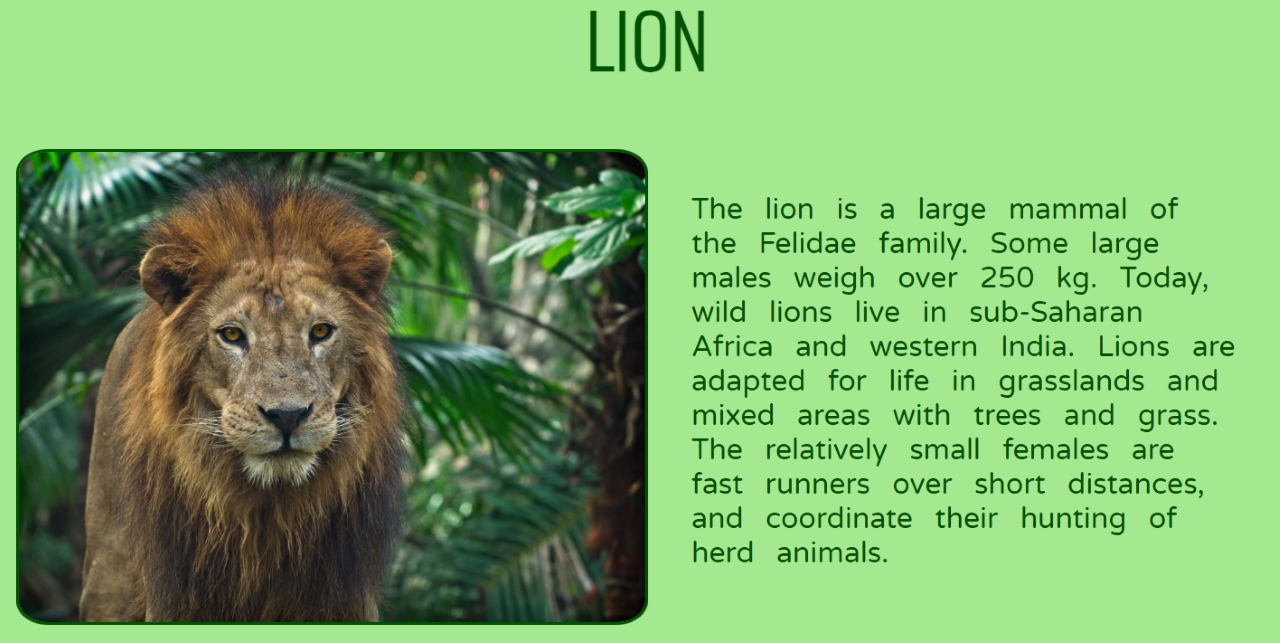 LION
The lion is a large mammal of
the Felidae family. Some large
males weigh over 250 kg. Today,
wild lions live in sub-Saharan
Africa and western India. Lions are
adapted for life in grasslands and
mixed areas with trees and grass.
The relatively small females are
fast runners over short distances,
and coordinate their hunting of
herd animals.